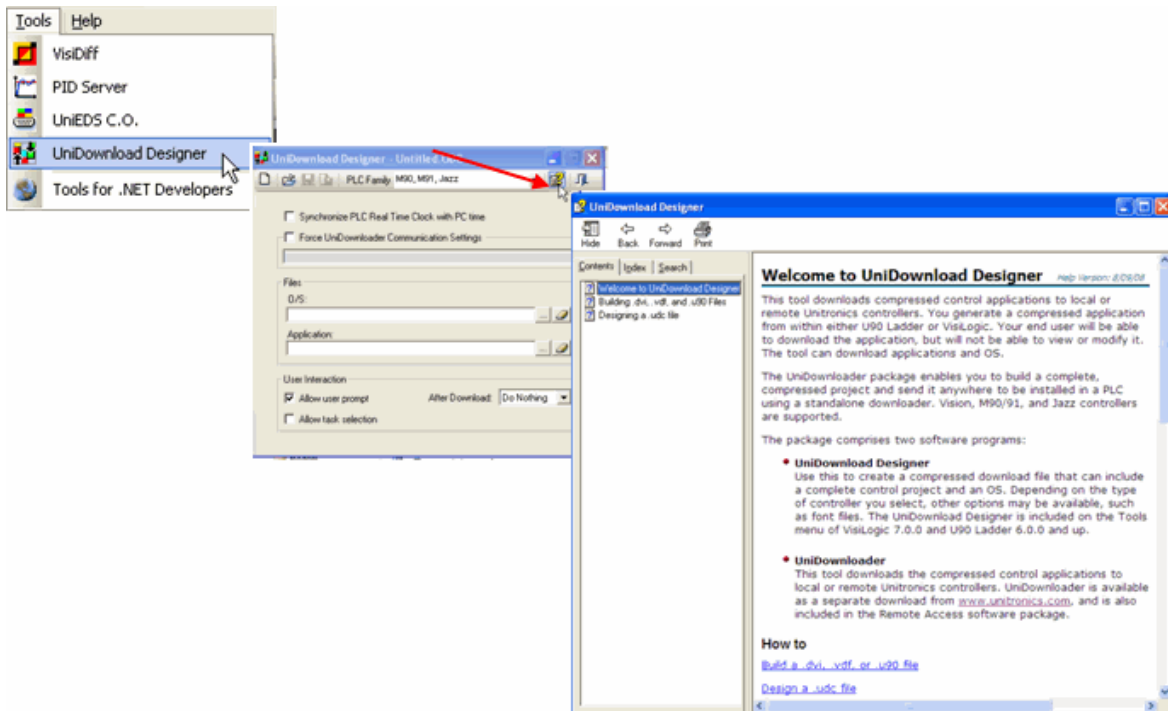 Tools Help
VisiDiff
PID Server
UniEDS C.O.
UniDownload Designer
Tools for .NET Developers
UniDownload Designer - Untitled
PLC Family M90, M91, Jazz
Synchronize PLC Real Time Clock with PC time
Force UniDownloader Communication Settings
Files
O/S:
...
Application:
...
User Interaction
Allow user prompt After Download: Do Nothing
Allow task selection
UniDownload Designer
Hide Back Forward Print
Contents Index Search
Welcome to UniDownload Designer
Building .dvi, .vdf, and .u90 Files
Designing a .udc file
Welcome to UniDownload Designer Help Version:
This tool downloads compressed control applications to local or
remote Unitronics controllers. You generate a compressed application
from within either U90 Ladder or VisiLogic. Your end user will be able
to download the application, but will not be able to view or modify it.
The tool can download applications and OS.
The UniDownloader package enables you to build a complete,
compressed project and send it anywhere to be installed in a PLC
using a standalone downloader. Vision, M90/91, and Jazz controllers
are supported.
The package comprises two software programs:
UniDownload Designer
Use this to create a compressed download file that can include
a complete control project and an OS. Depending on the type
of controller you select, other options may be available, such
as font files. The UniDownload Designer is included on the Tools
menu of VisiLogic 7.0.0 and U90 Ladder 6.0.0 and up.
UniDownloader
This tool downloads the compressed control applications to
local or remote Unitronics controllers. UniDownloader is available
as a separate download from www.unitronics.com, and is also
included in the Remote Access software package.
How to
Build a .dvi, .vdf, or .u90 file
Design a .udc file